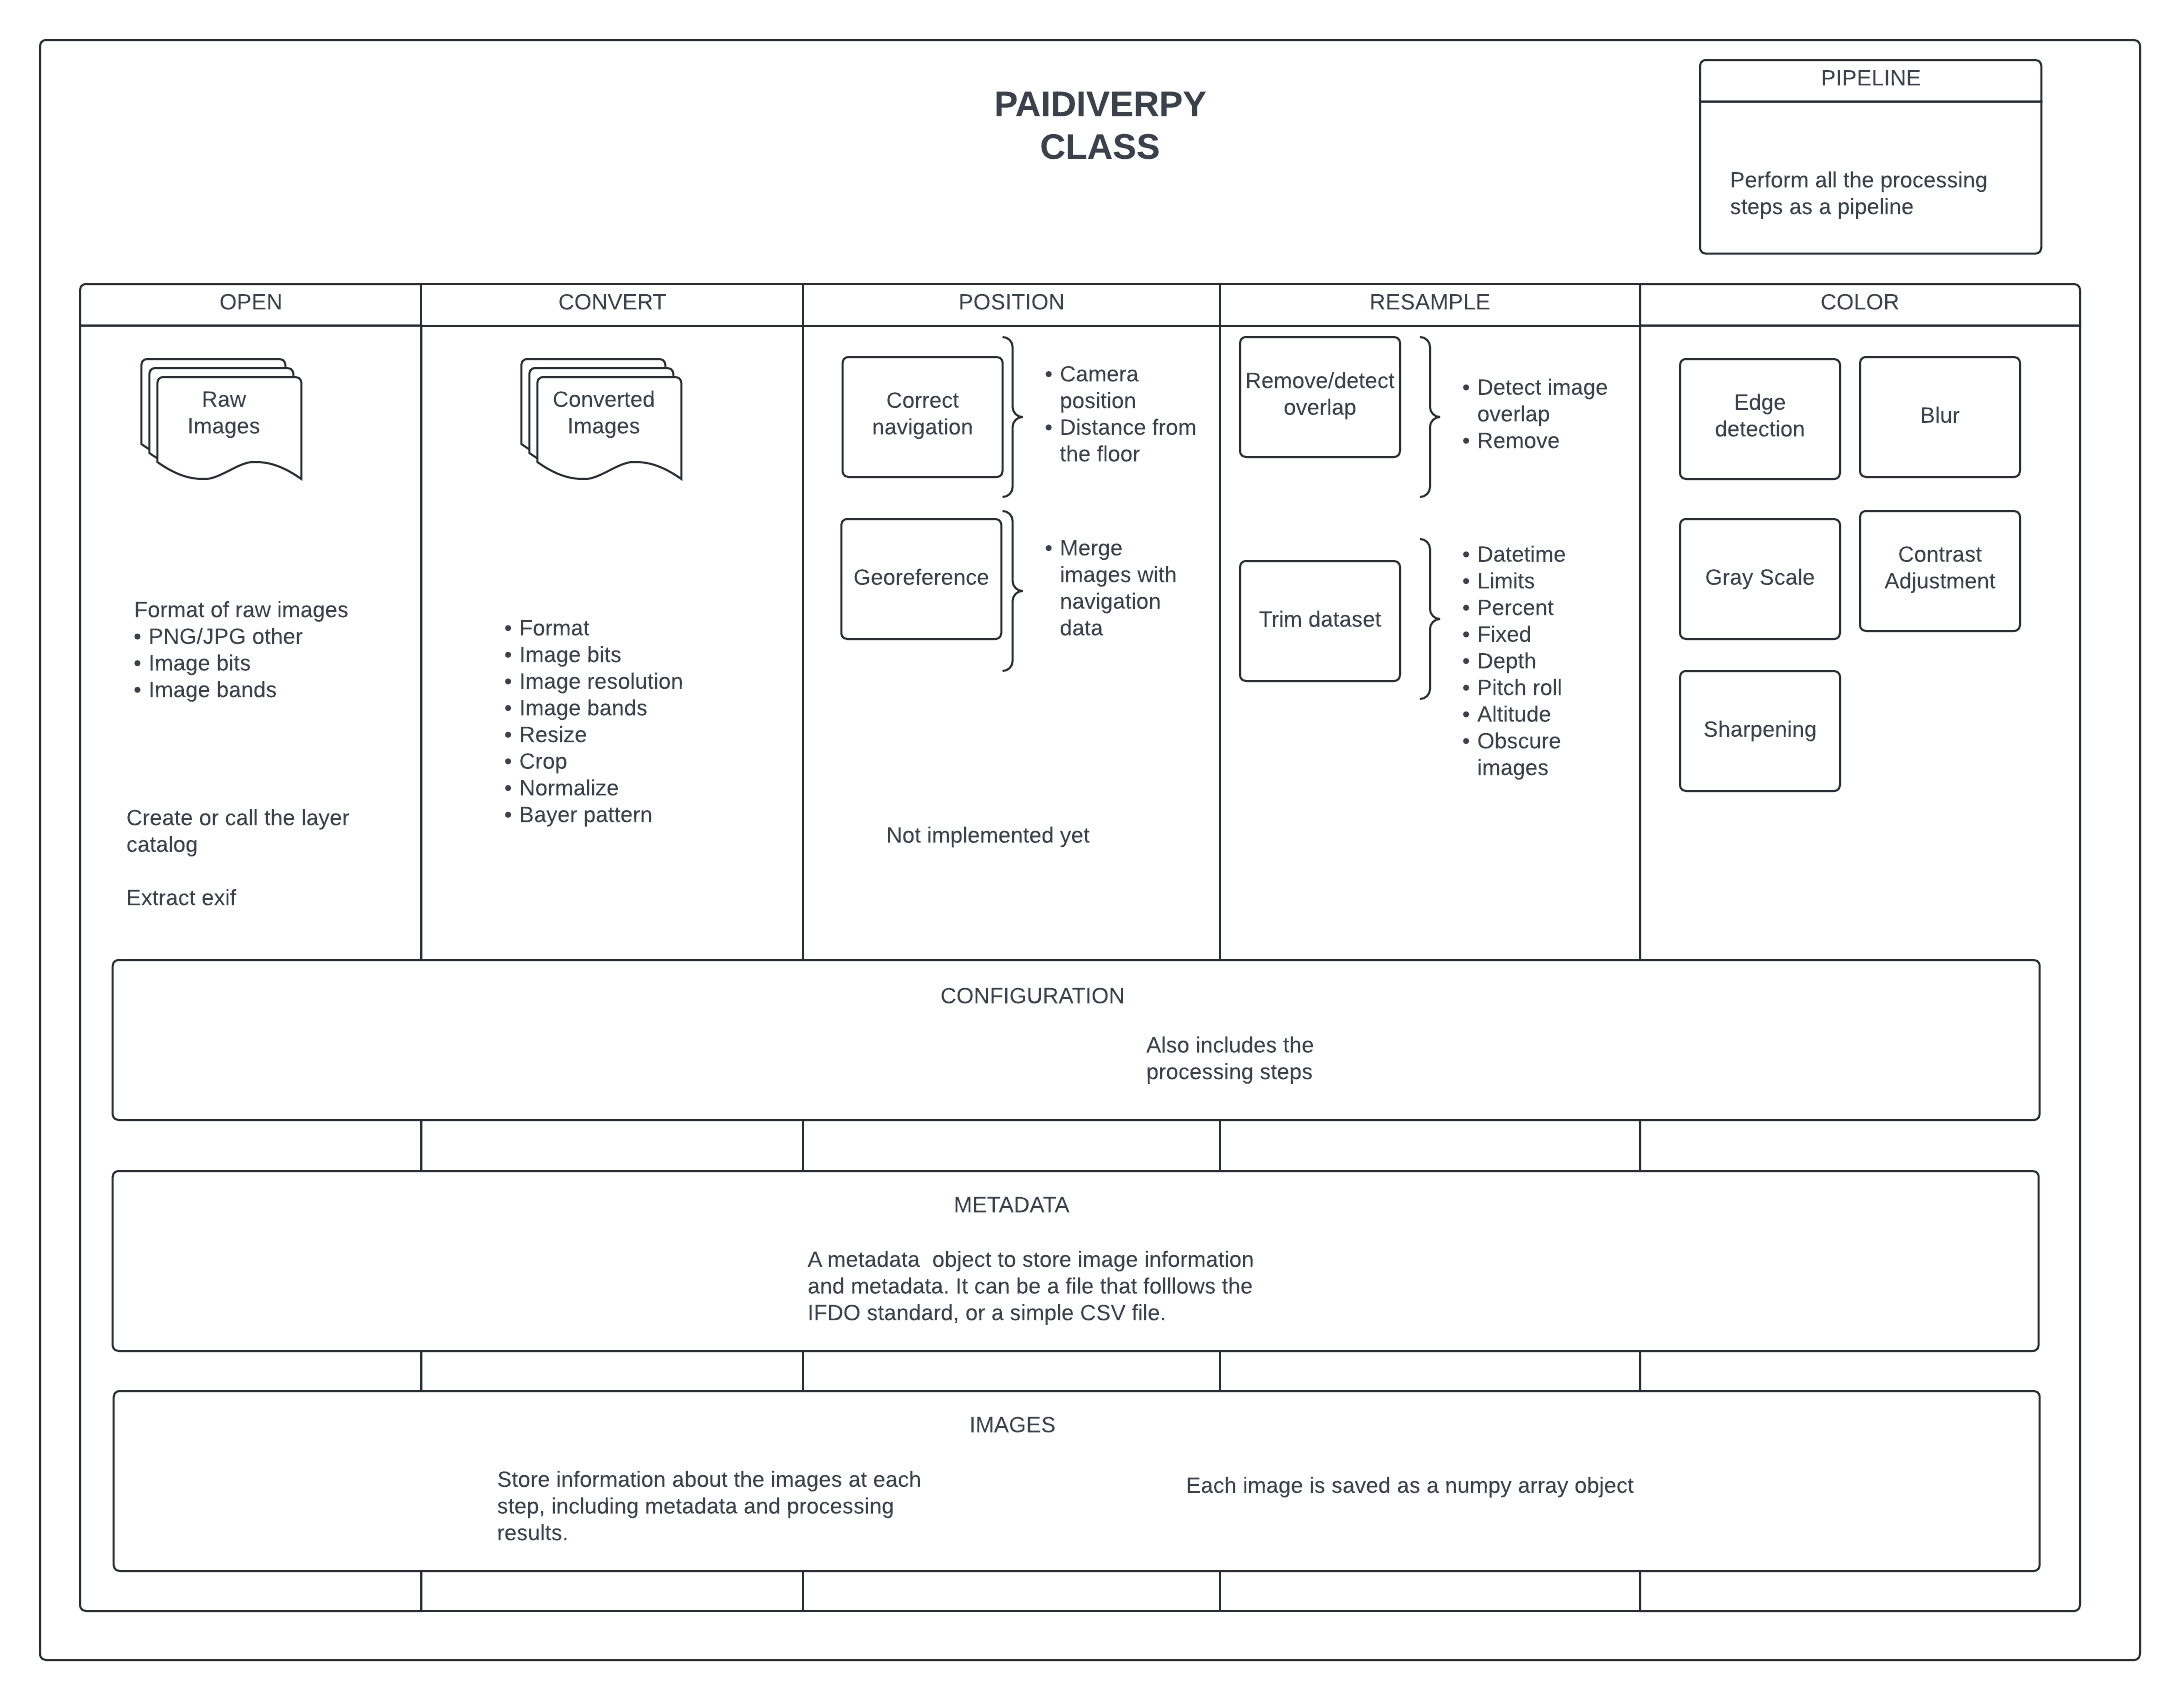 PAIDIVERPY
CLASS
PIPELINE
Perform all the processing
steps as a pipeline
OPEN
Raw
Images
Format of raw images
• PNG/JPG other
• Image bits
• Image bands
Create or call the layer
catalog
Extract exif
CONVERT
Converted
Images
• Format
• Image bits
• Image resolution
• Image bands
• Resize
• Crop
• Normalize
• Bayer pattern
POSITION
Correct
navigation
• Camera
position
• Distance from
the floor
Georeference
• Merge
images with
navigation
data
Not implemented yet
RESAMPLE
Remove/detect
overlap
• Detect image
overlap
• Remove
Trim dataset
• Datetime
• Limits
• Percent
• Fixed
• Depth
• Pitch roll
• Altitude
• Obscure
images
COLOR
Edge
detection
Blur
Gray Scale
Contrast
Adjustment
Sharpening
CONFIGURATION
Also includes the
processing steps
METADATA
A metadata  object to store image information
and metadata. It can be a file that folllows the
IFDO standard, or a simple CSV file.
IMAGES
Store information about the images at each
step, including metadata and processing
results.
Each image is saved as a numpy array object